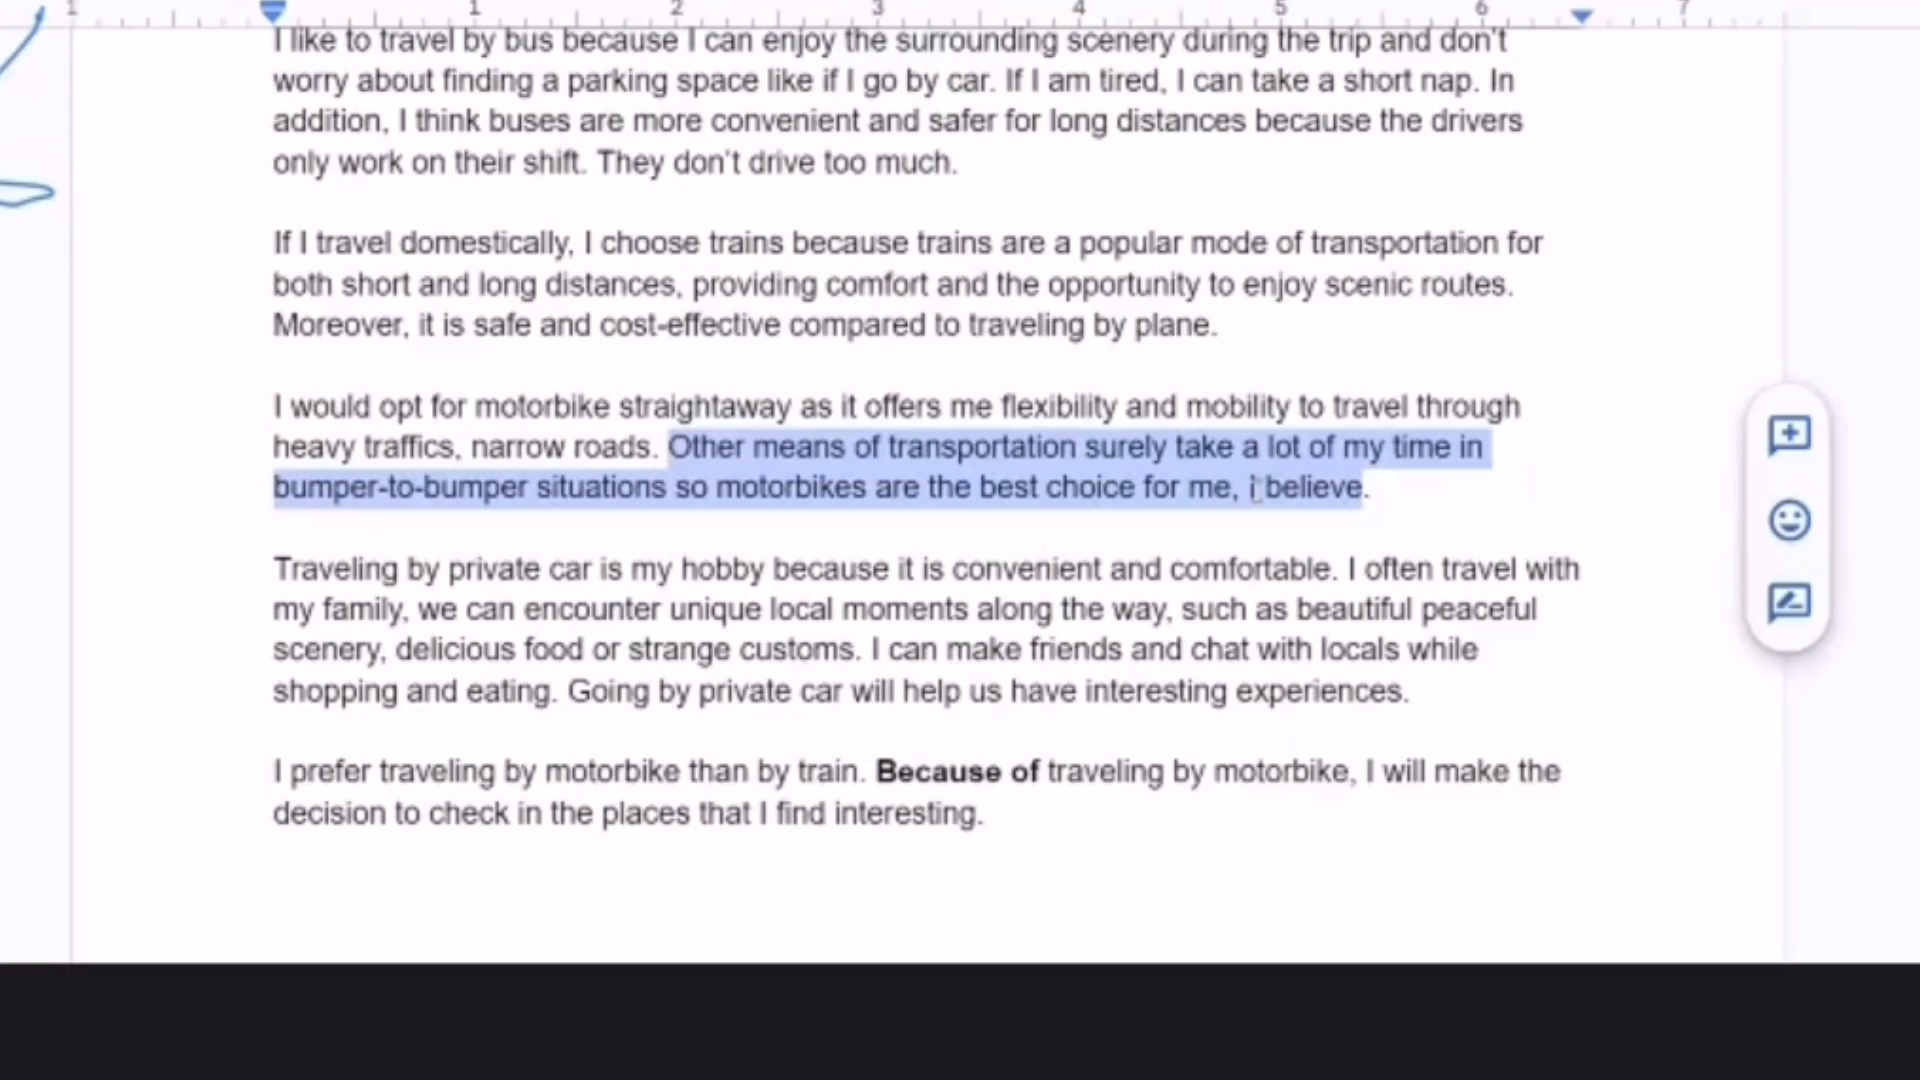 1 1 2 3 4 5 6 7
I like to travel by bus because I can enjoy the surrounding scenery during the trip and don't
worry about finding a parking space like if I go by car. If I am tired, I can take a short nap. In
addition, I think buses are more convenient and safer for long distances because the drivers
only work on their shift. They don't drive too much.
If I travel domestically, I choose trains because trains are a popular mode of transportation for
both short and long distances, providing comfort and the opportunity to enjoy scenic routes.
Moreover, it is safe and cost-effective compared to traveling by plane.
I would opt for motorbike straightaway as it offers me flexibility and mobility to travel through
heavy traffics, narrow roads. Other means of transportation surely take a lot of my time in
bumper-to-bumper situations so motorbikes are the best choice for me, i believe.
Traveling by private car is my hobby because it is convenient and comfortable. I often travel with
my family, we can encounter unique local moments along the way, such as beautiful peaceful
scenery, delicious food or strange customs. I can make friends and chat with locals while
shopping and eating. Going by private car will help us have interesting experiences.
I prefer traveling by motorbike than by train. Because of traveling by motorbike, I will make the
decision to check in the places that I find interesting.